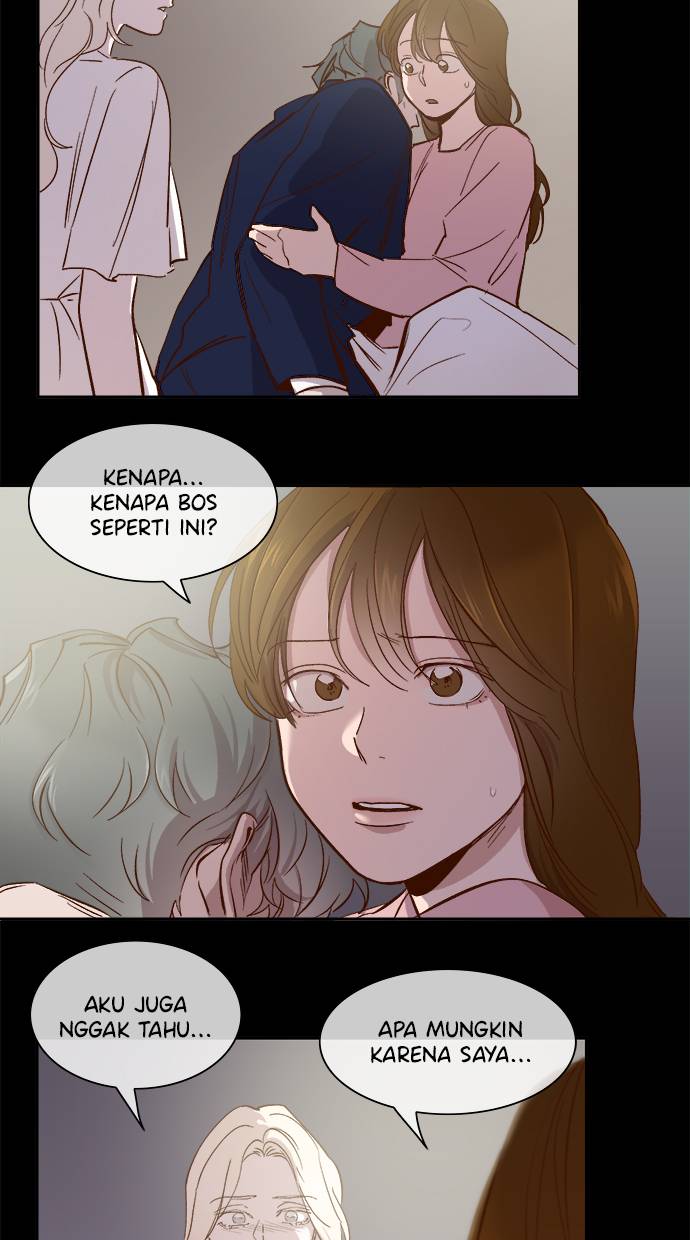 KENAPA...
KENAPA BOS
SEPERTI INI?
AKU JUGA
NGGAK TAHU...
APA MUNGKIN
KARENA SAYA...